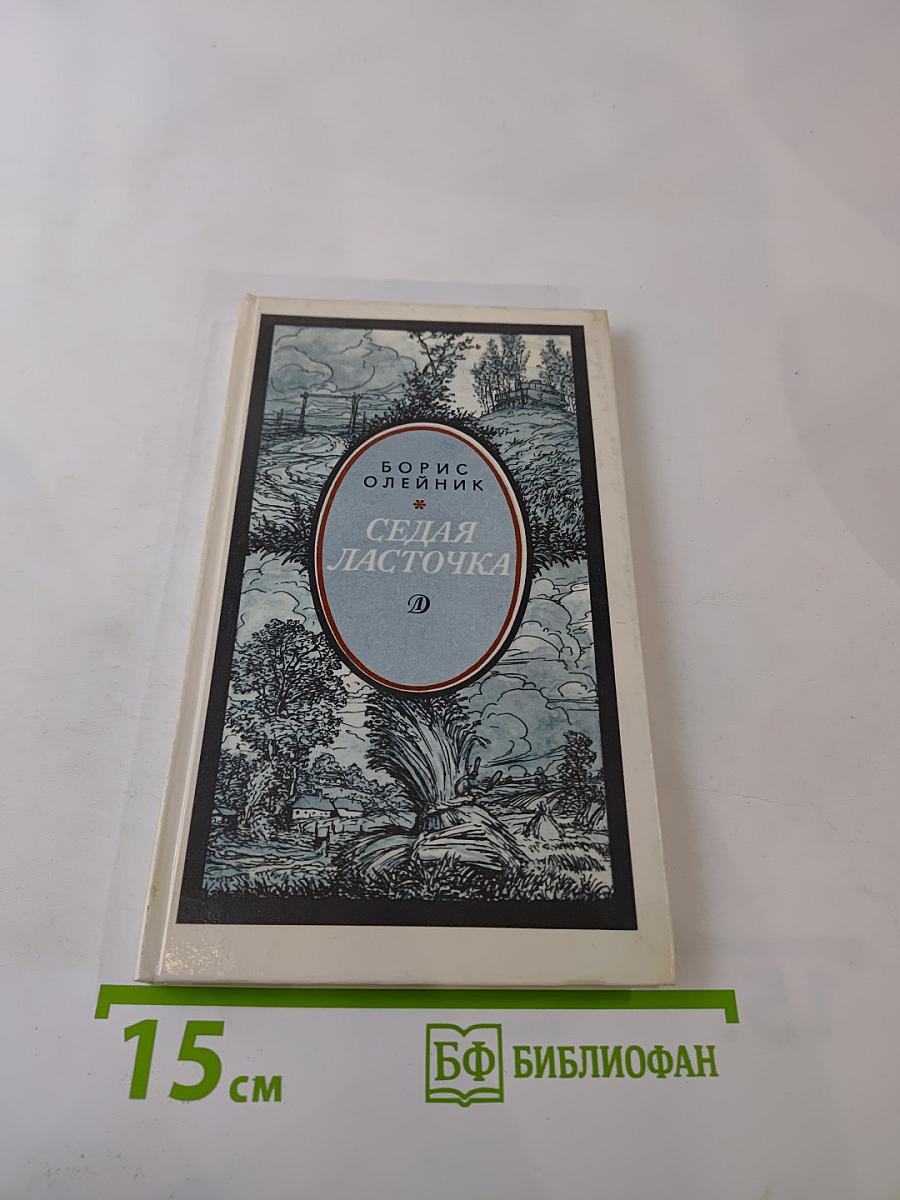 БОРИС
ОЛЕЙНИК
*
СЕДАЯ
ЛАСТОЧКА
Д
15 см
БФ БИБЛИОФАН